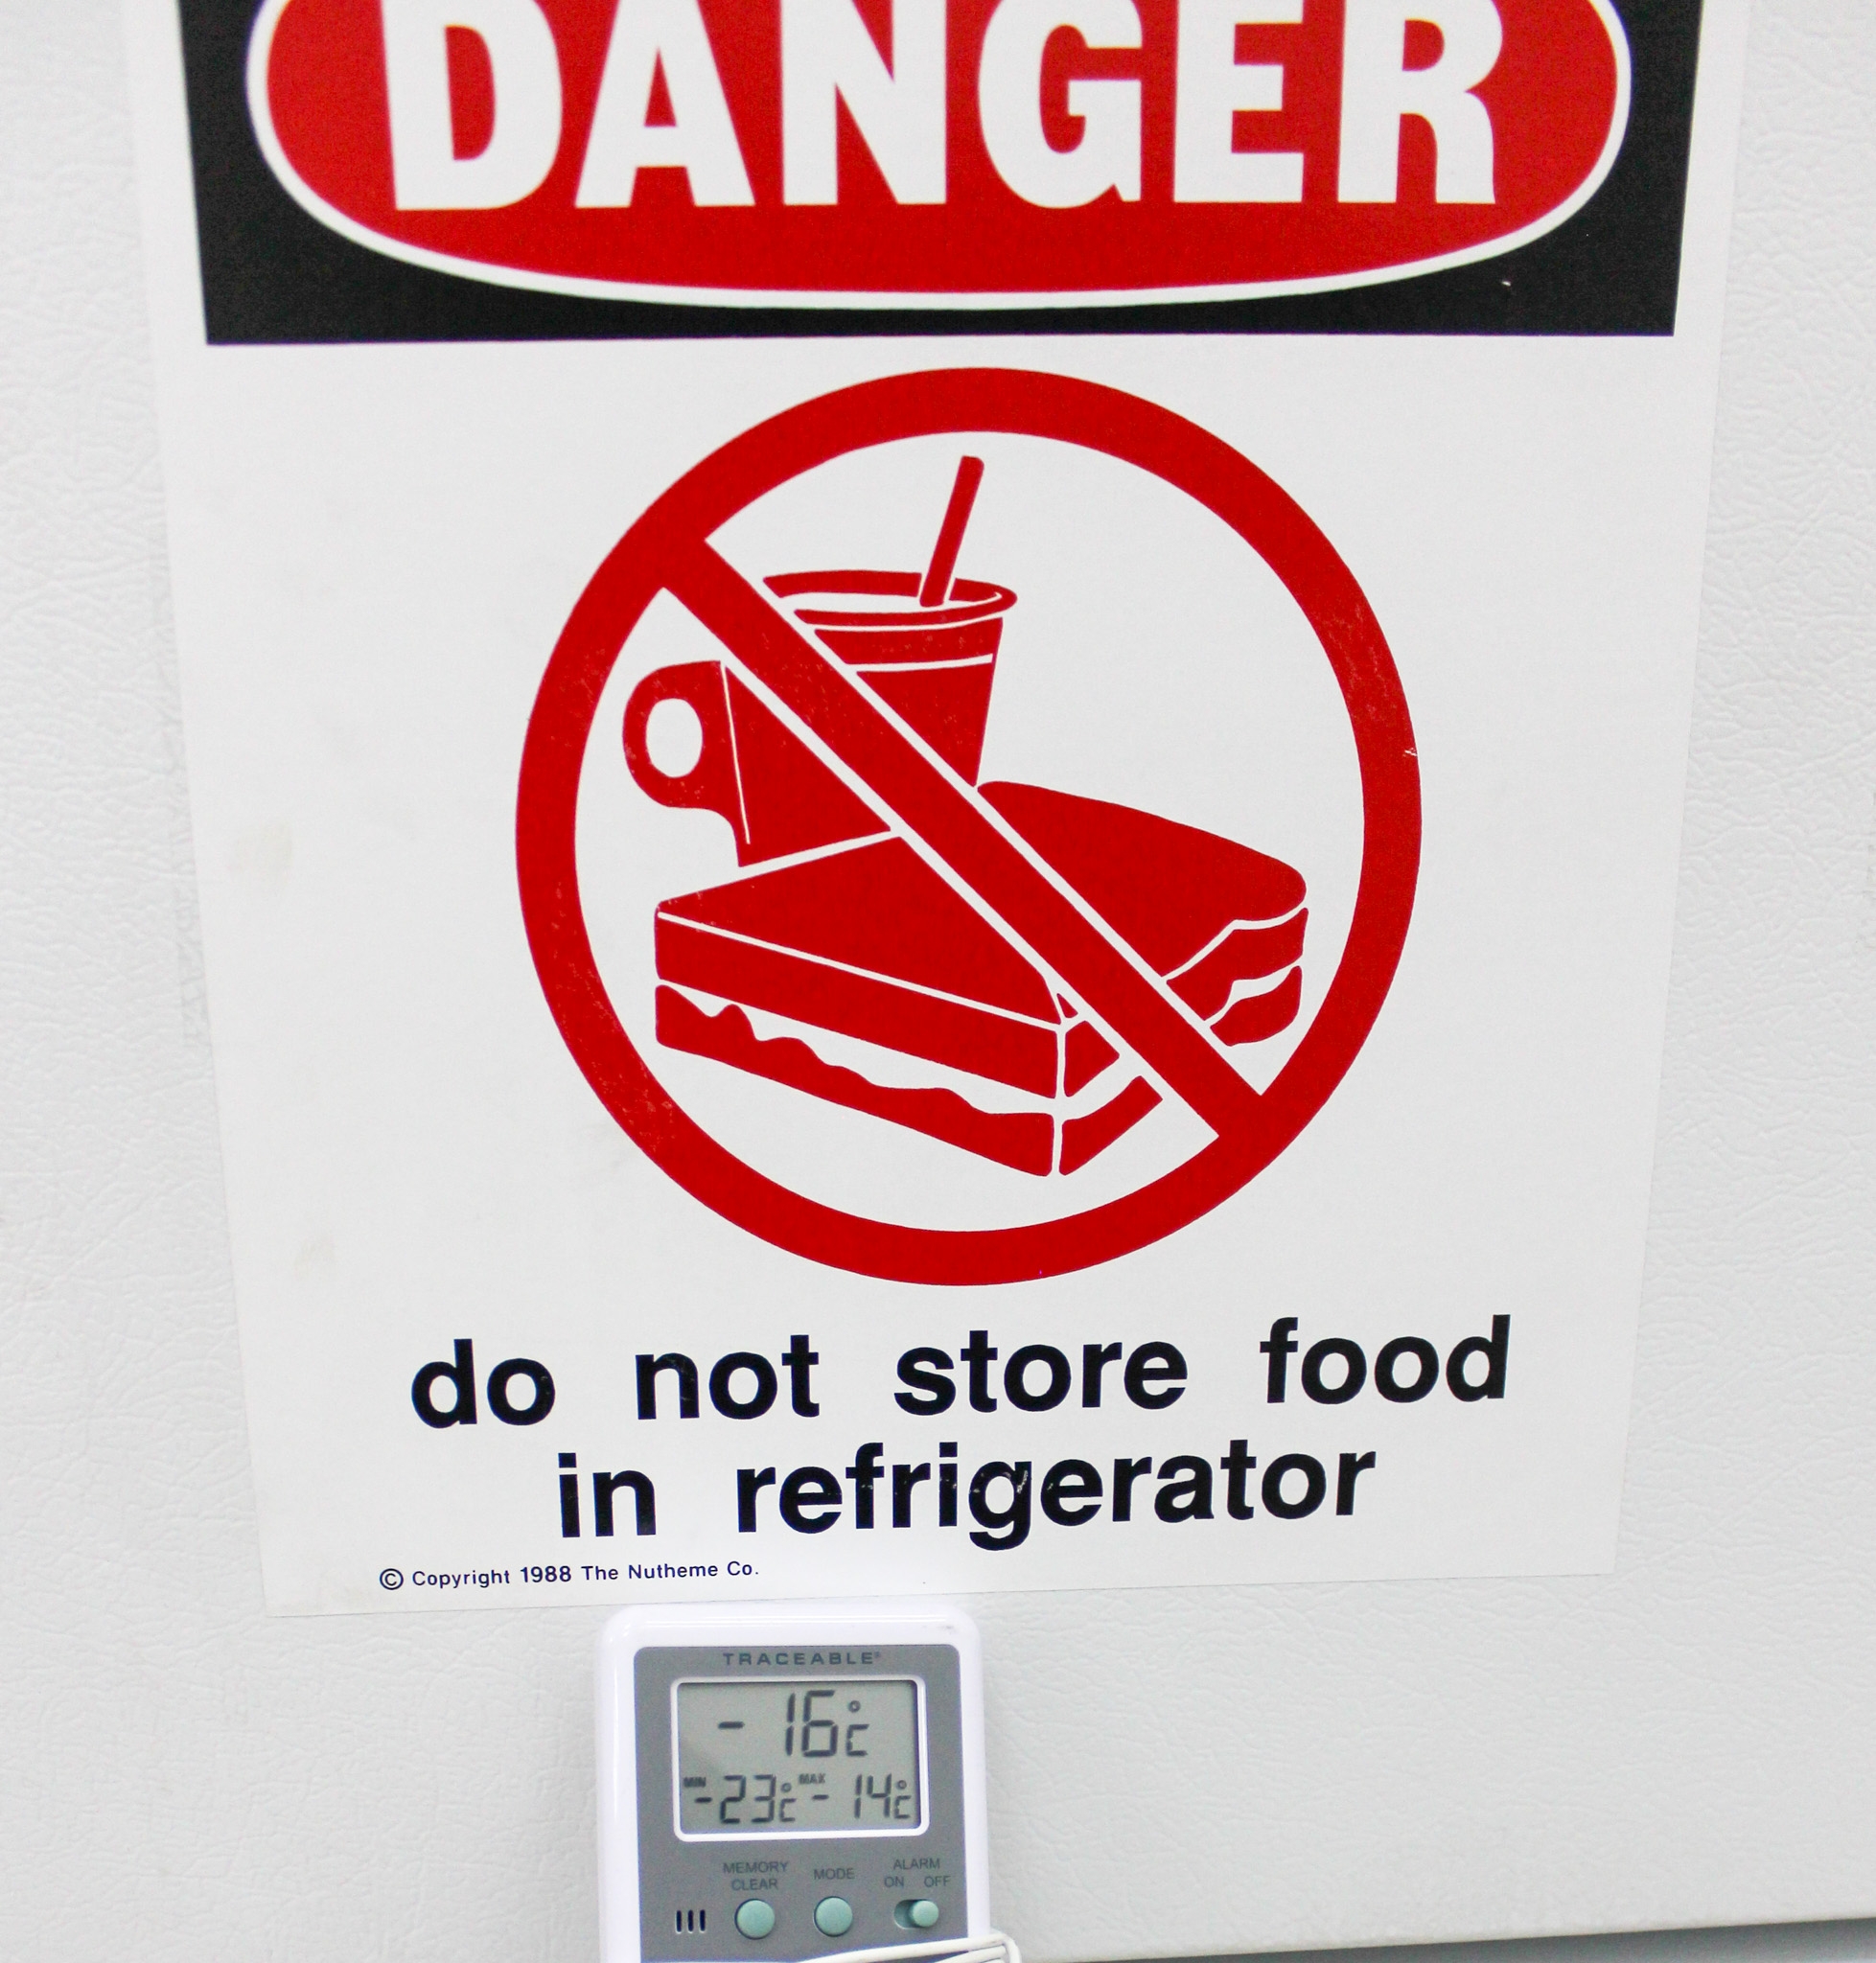 DANGER
do not store food
in refrigerator
© Copyright 1988 The Nutheme Co.
TRACEABLE®
-16°C
MIN -23°C MAX -14°C
MEMORY CLEAR
MODE
ALARM
ON OFF